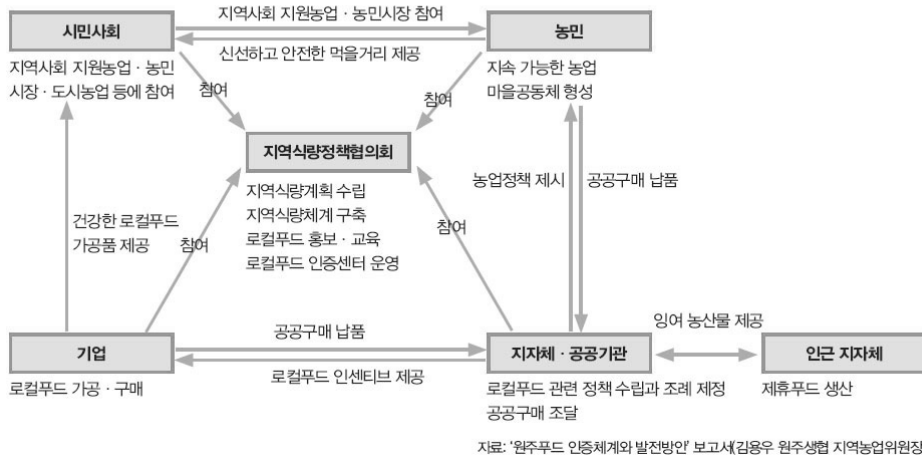 지역사회 지원농업 · 농민시장 참여
시민사회
농민
신선하고 안전한 먹을거리 제공
지역사회 지원농업 · 농민
시장 · 도시농업 등에 참여
지속 가능한 농업
마을공동체 형성
참여
참여
지역식량정책협의회
지역식량계획 수립
지역식량체계 구축
로컬푸드 홍보 · 교육
로컬푸드 인증센터 운영
농업정책 제시
공공구매 납품
건강한 로컬푸드
가공품 제공
참여
참여
공공구매 납품
잉여 농산물 제공
기업
지자체 · 공공기관
인근 지자체
로컬푸드 인센티브 제공
로컬푸드 가공 · 구매
로컬푸드 관련 정책 수립과 조례 제정
공공구매 조달
제휴푸드 생산
자료: '원주푸드 인증체계와 발전방안' 보고서(김용우 원주생협 지역농업위원장